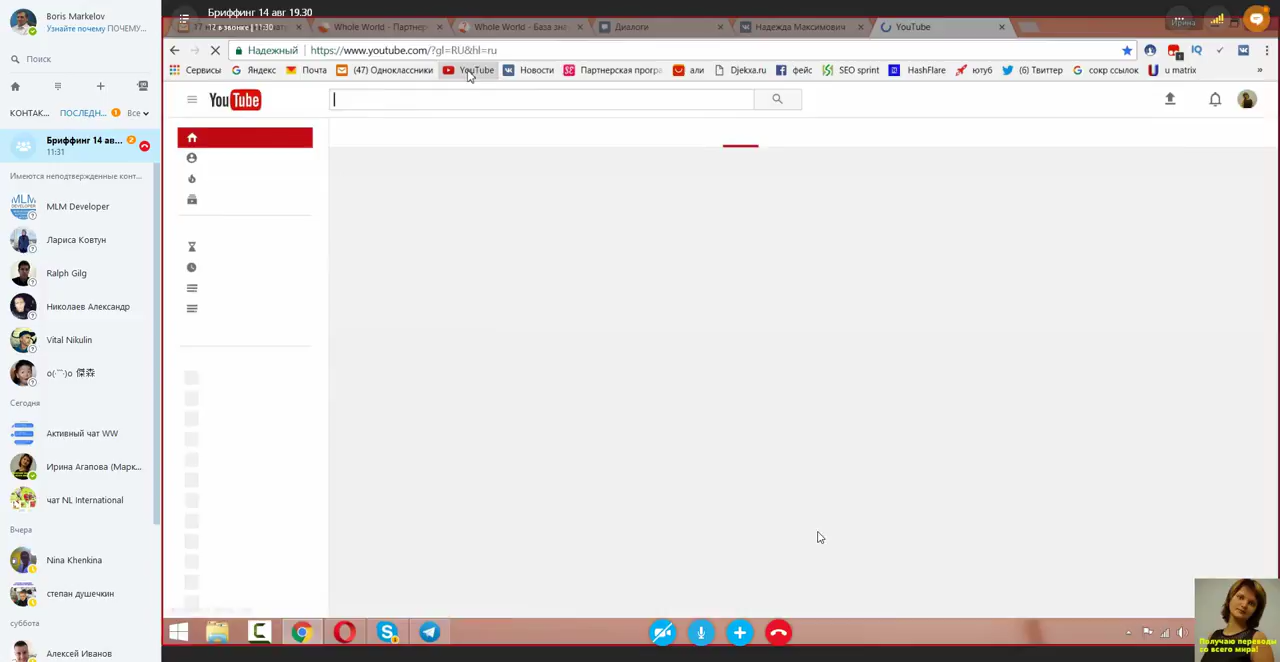 Boris Markelov
Узнайте почему ПОЧЕМУ...
Поиск
КОНТАК...
ПОСЛЕДН...
1
Все
Бриффинг 14 ав...
2
11:31
Имеются неподтвержденные конт...
MLM Developer
Лариса Ковтун
Ralph Gilg
Николаев Александр
Vital Nikulin
Сегодня
Активный чат WW
Ирина Агапова (Марк...
чат NL International
Вчера
Nina Khenkina
степан душечкин
суббота
Алексей Иванов
Бриффинг 14 авг 19.30
Ирина
Whole World - Партнер
Whole World - База зна
Диалоги
Надежда Максимович
YouTube
Надежный
https://www.youtube.com/?gl=RU&hl=ru
Сервисы
Яндекс
Почта
(47) Одноклассники
YouTube
Новости
Партнерская програ
али
Djekxa.ru
фейс
SEO sprint
HashFlare
ютуб
(6) Твиттер
сокр ссылок
u matrix
»
YouTube
Получаю переводы
со всего мира!